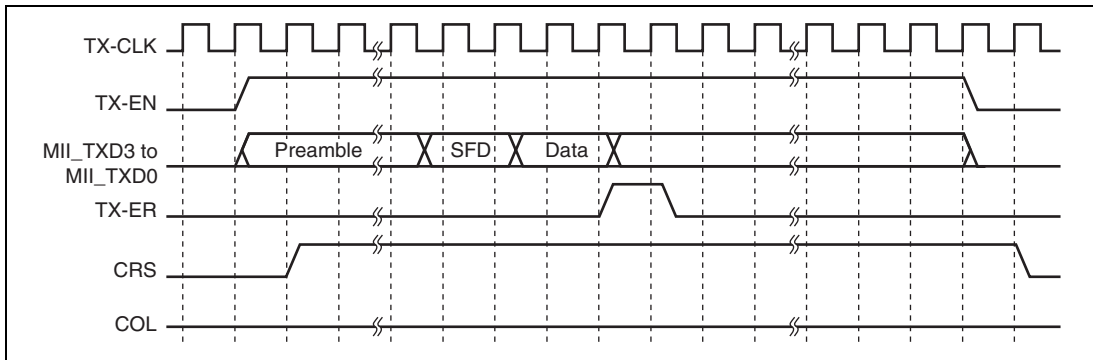 TX-CLK
TX-EN
MII_TXD3 to
MII_TXD0
Preamble
SFD
Data
TX-ER
CRS
COL